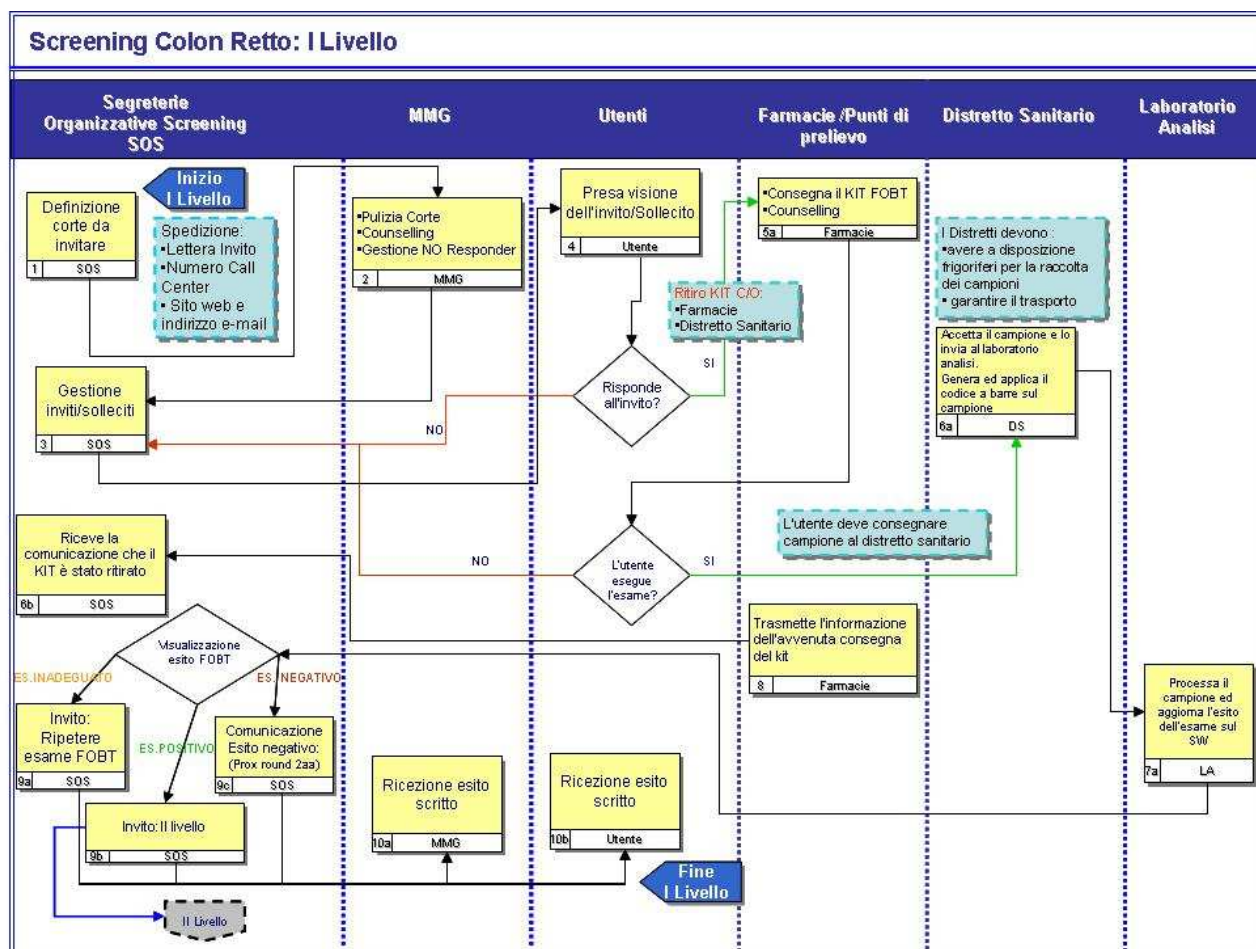 Screening Colon Retto: I Livello
Segreterie
Organizzative Screening
SOS
MMG
Utenti
Farmacie /Punti di
prelievo
Distretto Sanitario
Laboratorio
Analisi
Inizio
I Livello
Definizione
corte da
invitare
1 SOS
Spedizione:
▪Lettera Invito
▪Numero Call
Center
▪ Sito web e
indirizzo e-mail
▪Pulizia Corte
▪Counselling
▪Gestione NO Responder
2 MMG
Presa visione
dell'invito/Sollecito
4 Utente
▪Consegna il KIT FOBT
▪Counselling
5a Farmacie
I Distretti devono :
▪avere a disposizione
frigoriferi per la raccolta
dei campioni
▪ garantire il trasporto
Ritiro KIT C/O:
▪Farmacie
▪Distretto Sanitario
Accetta il campione e lo
invia al laboratorio
analisi.
Genera ed applica il
codice a barre sul
campione
6a DS
Gestione
inviti/solleciti
3 SOS
Risponde
all'invito?
SI
NO
Riceve la
comunicazione che il
KIT è stato ritirato
6b SOS
L'utente deve consegnare
campione al distretto sanitario
L'utente
esegue
l'esame?
NO
SI
Trasmette l'informazione
dell'avvenuta consegna
del kit
8 Farmacie
Visualizzazione
esito FOBT
ES.INADEGUATO
ES. NEGATIVO
ES.POSITIVO
Processa il
campione ed
aggiorna l'esito
dell'esame sul
SW
7a LA
Invito:
Ripetere
esame FOBT
9a SOS
Comunicazione
Esito negativo:
(Prox round 2aa)
9c SOS
Ricezione esito
scritto
10a MMG
Ricezione esito
scritto
10b Utente
Invito: II livello
9b SOS
Fine
I Livello
II Livello